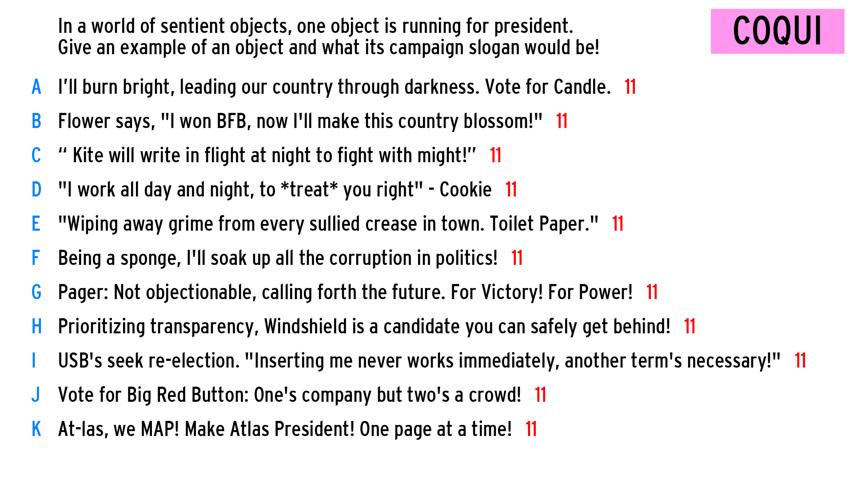 In a world of sentient objects, one object is running for president.
Give an example of an object and what its campaign slogan would be!
COQUI
A I'll burn bright, leading our country through darkness. Vote for Candle. 11
B Flower says, "I won BFB, now I'll make this country blossom!" 11
C “ Kite will write in flight at night to fight with might!” 11
D "I work all day and night, to *treat* you right" - Cookie 11
E "Wiping away grime from every sullied crease in town. Toilet Paper." 11
F Being a sponge, I'll soak up all the corruption in politics! 11
G Pager: Not objectionable, calling forth the future. For Victory! For Power! 11
H Prioritizing transparency, Windshield is a candidate you can safely get behind! 11
I USB's seek re-election. "Inserting me never works immediately, another term's necessary!" 11
J Vote for Big Red Button: One's company but two's a crowd! 11
K At-las, we MAP! Make Atlas President! One page at a time! 11